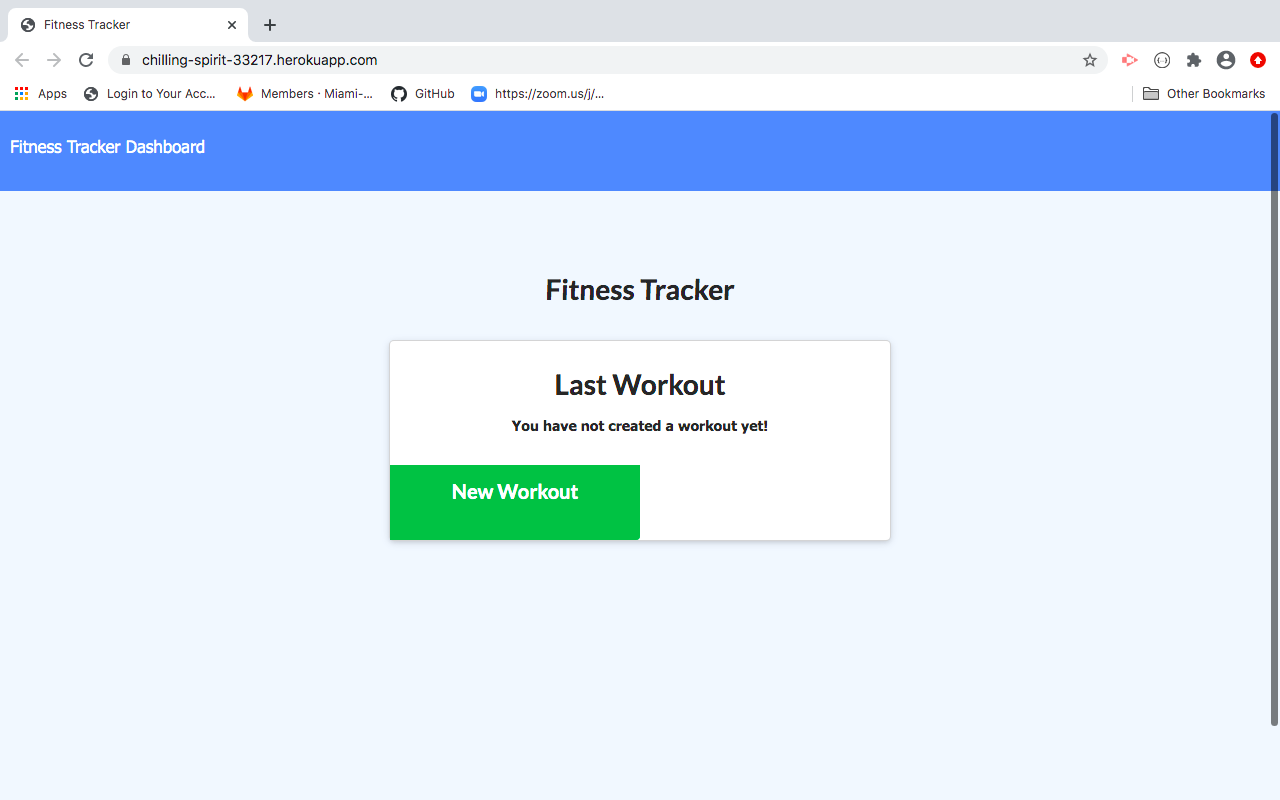 Fitness Tracker
chilling-spirit-33217.herokuapp.com
Apps Login to Your Acc... Members · Miami-... GitHub https://zoom.us/j/... Other Bookmarks
Fitness Tracker Dashboard
Fitness Tracker
Last Workout
You have not created a workout yet!
New Workout